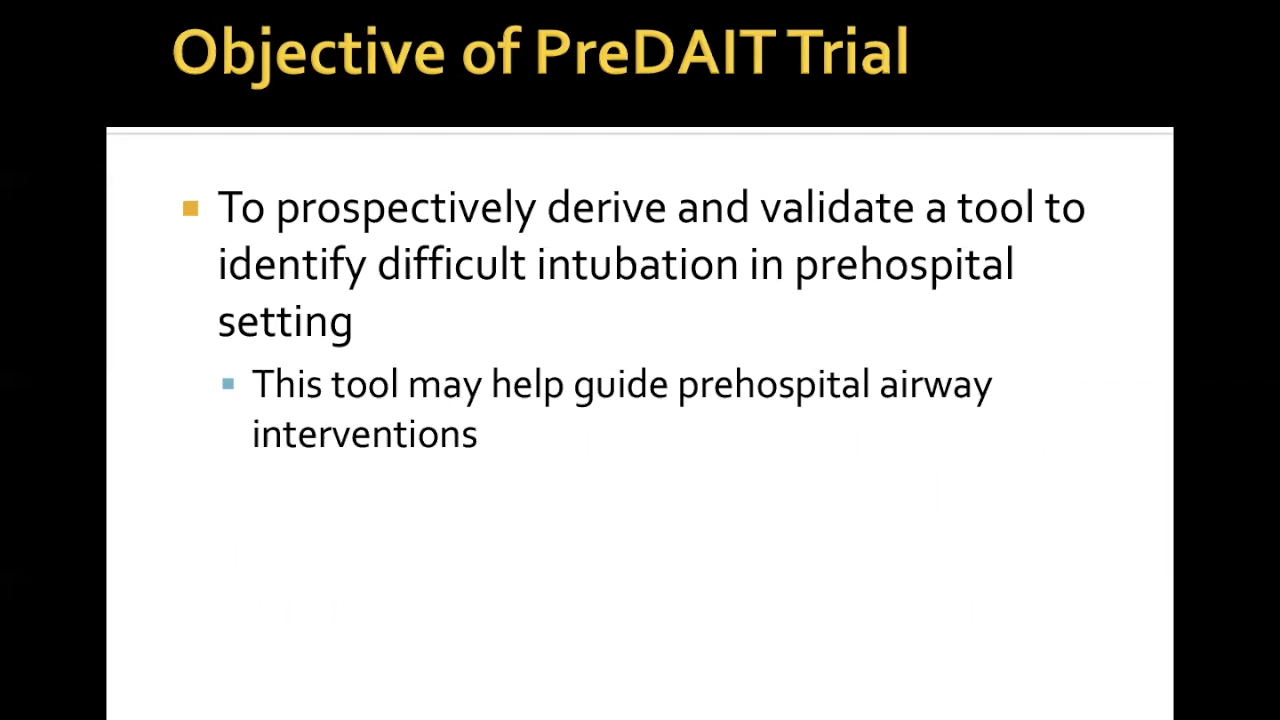 Objective of PreDAIT Trial
To prospectively derive and validate a tool to
identify difficult intubation in prehospital
setting
This tool may help guide prehospital airway
interventions